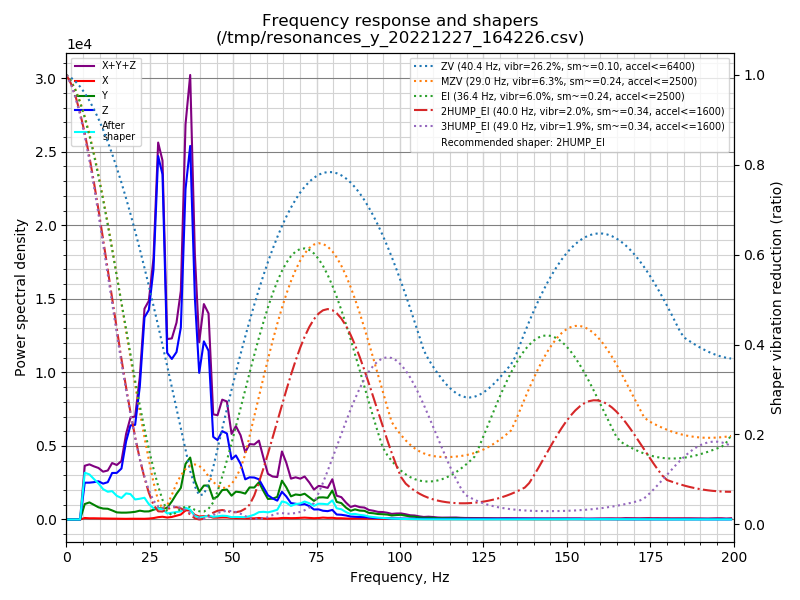 Frequency response and shapers
(/tmp/resonances_y_20221227_164226.csv)
1e4
X+Y+Z
X
Y
Z
After
shaper
ZV (40.4 Hz, vibr=26.2%, sm~=0.10, accel<=6400)
MZV (29.0 Hz, vibr=6.3%, sm~=0.24, accel<=2500)
EI (36.4 Hz, vibr=6.0%, sm~=0.24, accel<=2500)
2HUMP_EI (40.0 Hz, vibr=2.0%, sm~=0.34, accel<=1600)
3HUMP_EI (49.0 Hz, vibr=1.9%, sm~=0.34, accel<=1600)
Recommended shaper: 2HUMP_EI
Power spectral density
3.0
2.5
2.0
1.5
1.0
0.5
0.0
1.0
0.8
0.6
0.4
0.2
0.0
Shaper vibration reduction (ratio)
0 25 50 75 100 125 150 175 200
Frequency, Hz